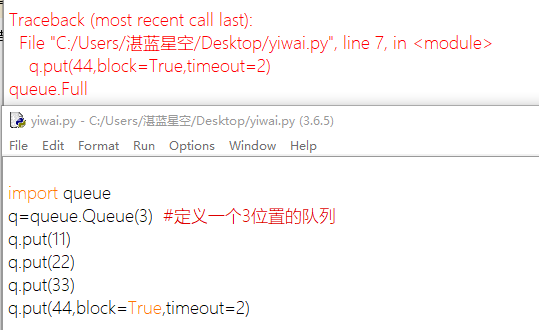 Traceback (most recent call last):
File "C:/Users/湛蓝星空/Desktop/yiwai.py", line 7, in <module>
q.put(44,block=True,timeout=2)
queue.Full
yiwai.py - C:/Users/湛蓝星空/Desktop/yiwai.py (3.6.5)
File Edit Format Run Options Window Help
import queue
q=queue.Queue(3) #定义一个3位置的队列
q.put(11)
q.put(22)
q.put(33)
q.put(44,block=True,timeout=2)